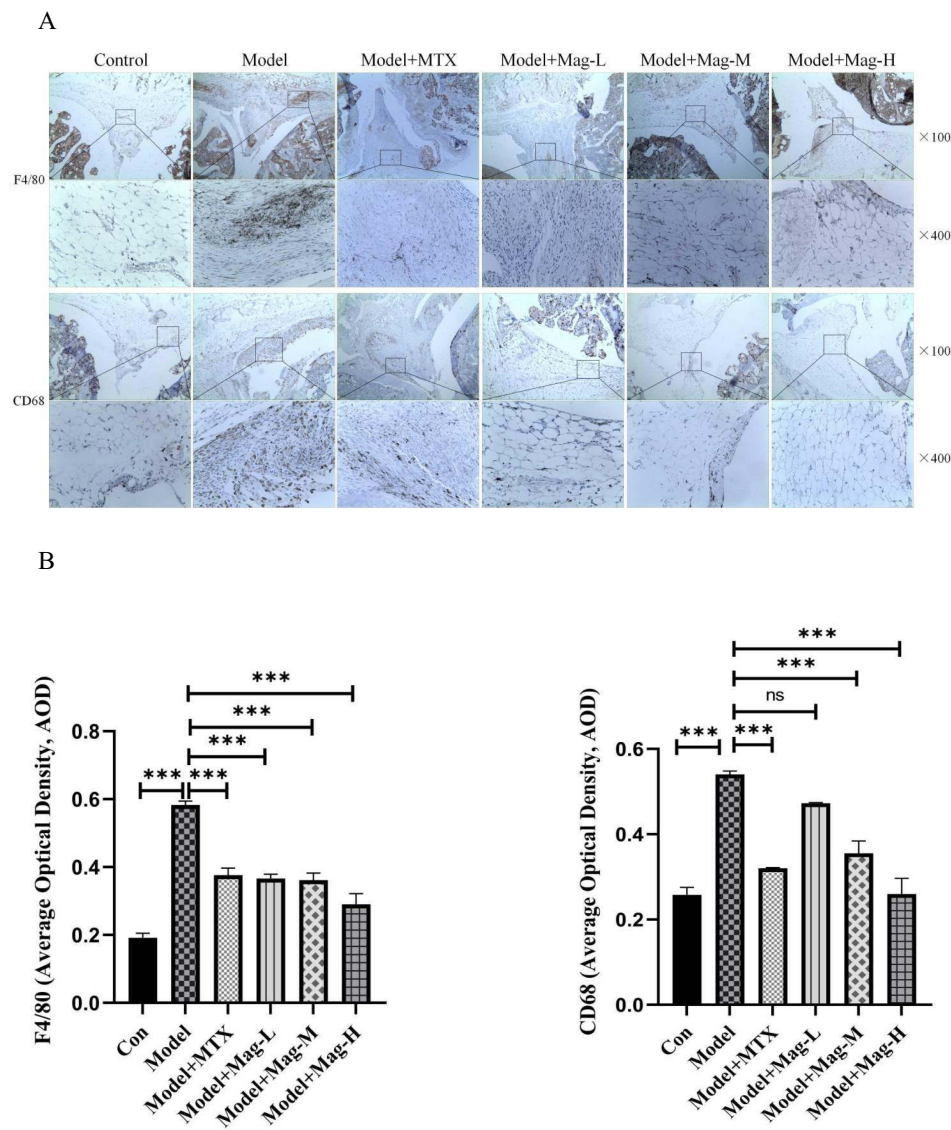 A
Control Model Model+MTX Model+Mag-L Model+Mag-M Model+Mag-H
F4/80
×100
×400
CD68
×100
×400
B
F4/80 (Average Optical Density, AOD)
***
***
***
*** ***
0.8
0.6
0.4
0.2
0.0
Con
Model
Model+MTX
Model+Mag-L
Model+Mag-M
Model+Mag-H
CD68 (Average Optical Density, AOD)
***
***
ns
*** ***
0.6
0.4
0.2
0.0
Con
Model
Model+MTX
Model+Mag-L
Model+Mag-M
Model+Mag-H